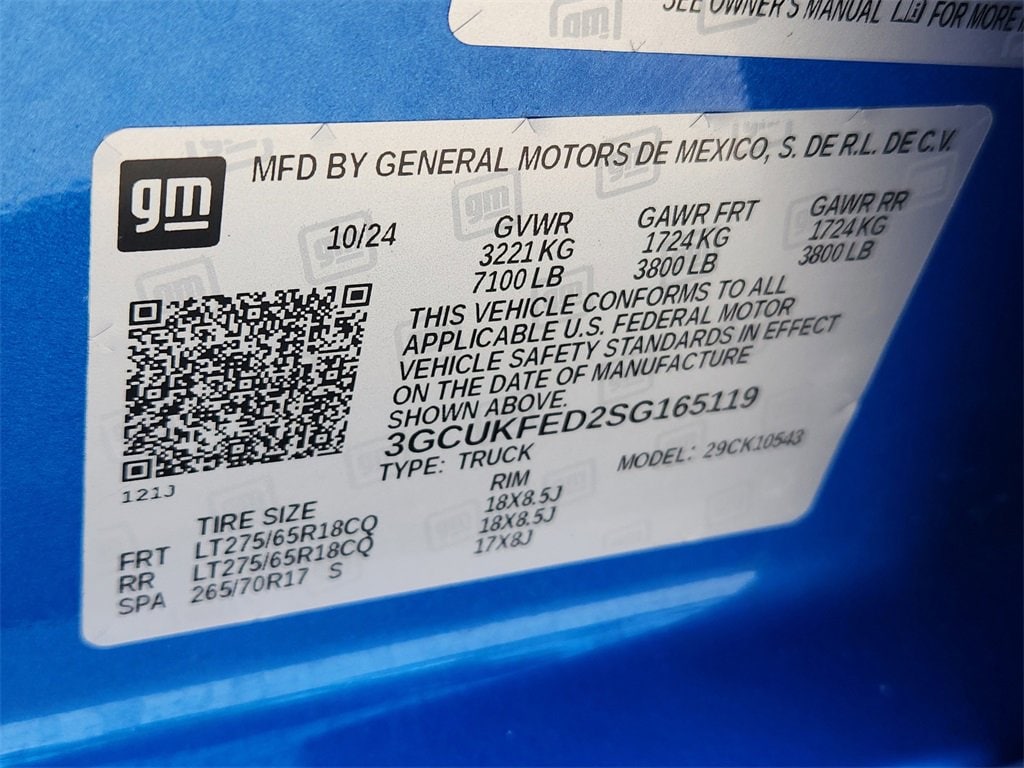 SEE OWNER'S MANUAL FOR MORE
gm
MFD BY GENERAL MOTORS DE MEXICO, S. DE R.L. DE C.V.
10/24
GVWR GAWR FRT GAWR RR
3221 KG 1724 KG 1724 KG
7100 LB 3800 LB 3800 LB
THIS VEHICLE CONFORMS TO ALL
APPLICABLE U.S. FEDERAL MOTOR
VEHICLE SAFETY STANDARDS IN EFFECT
ON THE DATE OF MANUFACTURE
SHOWN ABOVE.
3GCUKFED2SG165119
TYPE: TRUCK MODEL: 29CK10543
121J
TIRE SIZE RIM
FRT LT275/65R18CQ 18X8.5J
RR LT275/65R18CQ 18X8.5J
SPA 265/70R17 S 17X8J